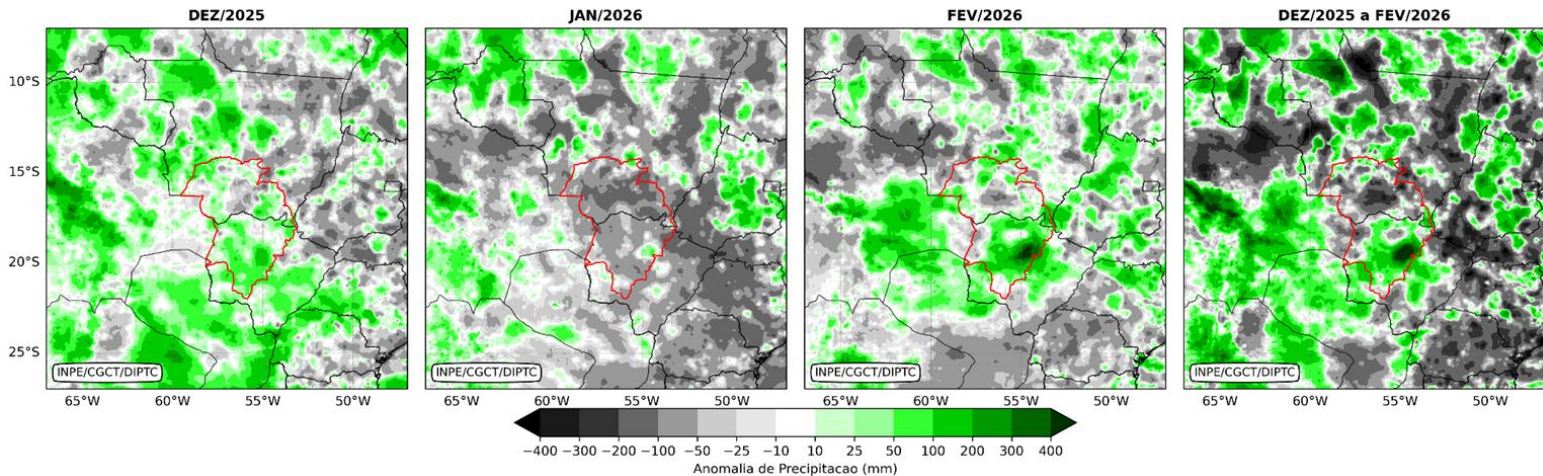 DEZ/2025
JAN/2026
FEV/2026
DEZ/2025 a FEV/2026
10°S
15°S
20°S
25°S
INPE/CGCT/DIPTC
INPE/CGCT/DIPTC
INPE/CGCT/DIPTC
INPE/CGCT/DIPTC
65°W 60°W 55°W 50°W
65°W 60°W 55°W 50°W
65°W 60°W 55°W 50°W
65°W 60°W 55°W 50°W
−400 −300 −200 −100 −50 −25 −10 10 25 50 100 200 300 400
Anomalia de Precipitacao (mm)